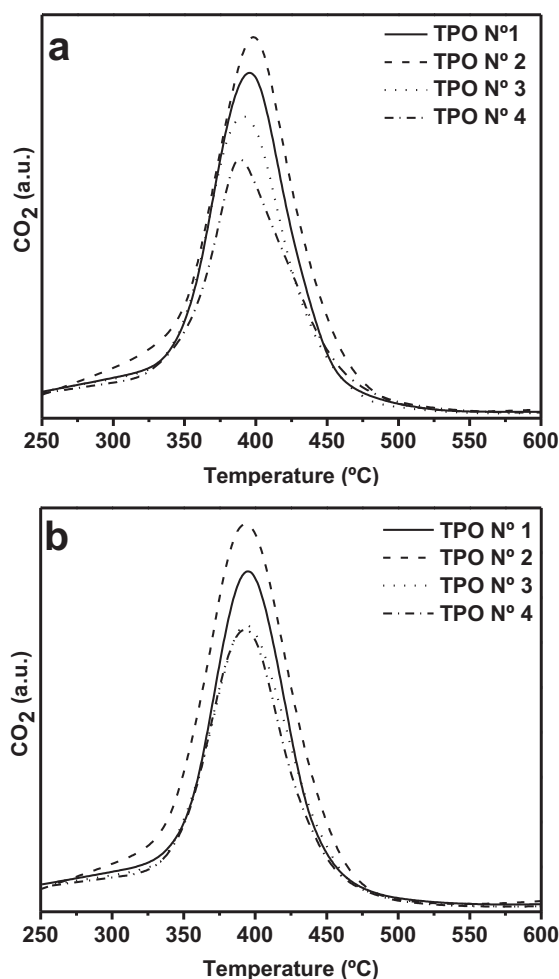 a
TPO Nº1
TPO Nº 2
TPO Nº 3
TPO Nº 4
CO2 (a.u.)
250 300 350 400 450 500 550 600
Temperature (ºC)
b
TPO Nº 1
TPO Nº 2
TPO Nº 3
TPO Nº 4
CO2 (a.u.)
250 300 350 400 450 500 550 600
Temperature (ºC)